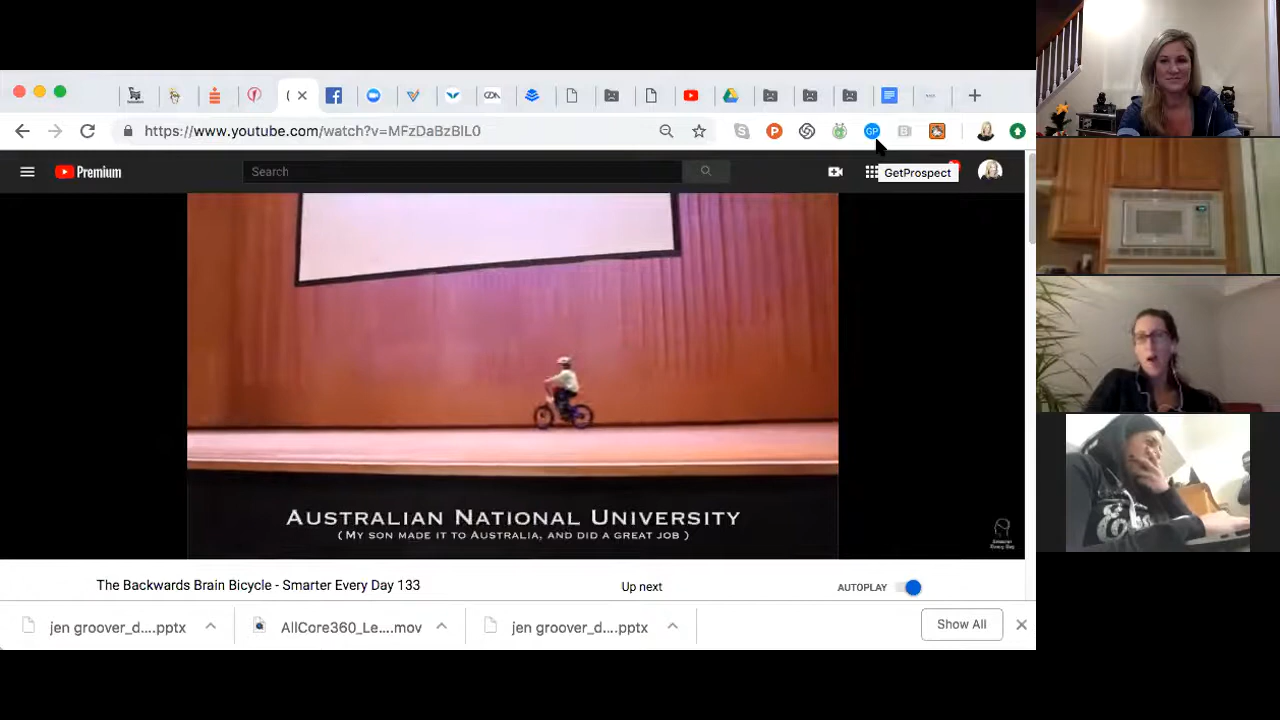 https://www.youtube.com/watch?v=MFzDaBzBlL0
GP
Premium
Search
GetProspect
AUSTRALIAN NATIONAL UNIVERSITY
(MY SON MADE IT TO AUSTRALIA, AND DID A GREAT JOB)
The Backwards Brain Bicycle - Smarter Every Day 133
Up next
AUTOPLAY
jen groover_d....pptx
AllCore360_Le....mov
jen groover_d....pptx
Show All